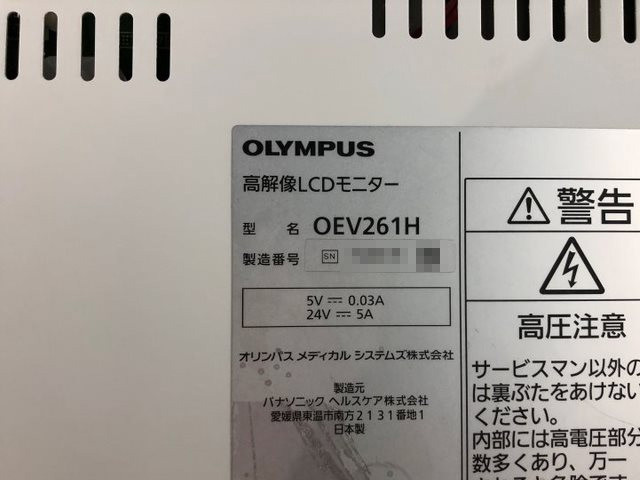 OLYMPUS
高解像LCDモニター
型 名 OEV261H
製造番号 SN
5V 0.03A
24V 5A
オリンパス メディカル システムズ株式会社
製造元
パナソニック ヘルスケア株式会社
愛媛県東温市南方2131番地1
日本製
警告
高圧注意
サービスマン以外の
は裏ぶたをあけない
ください。
内部には高電圧部分
数多くあり、万一